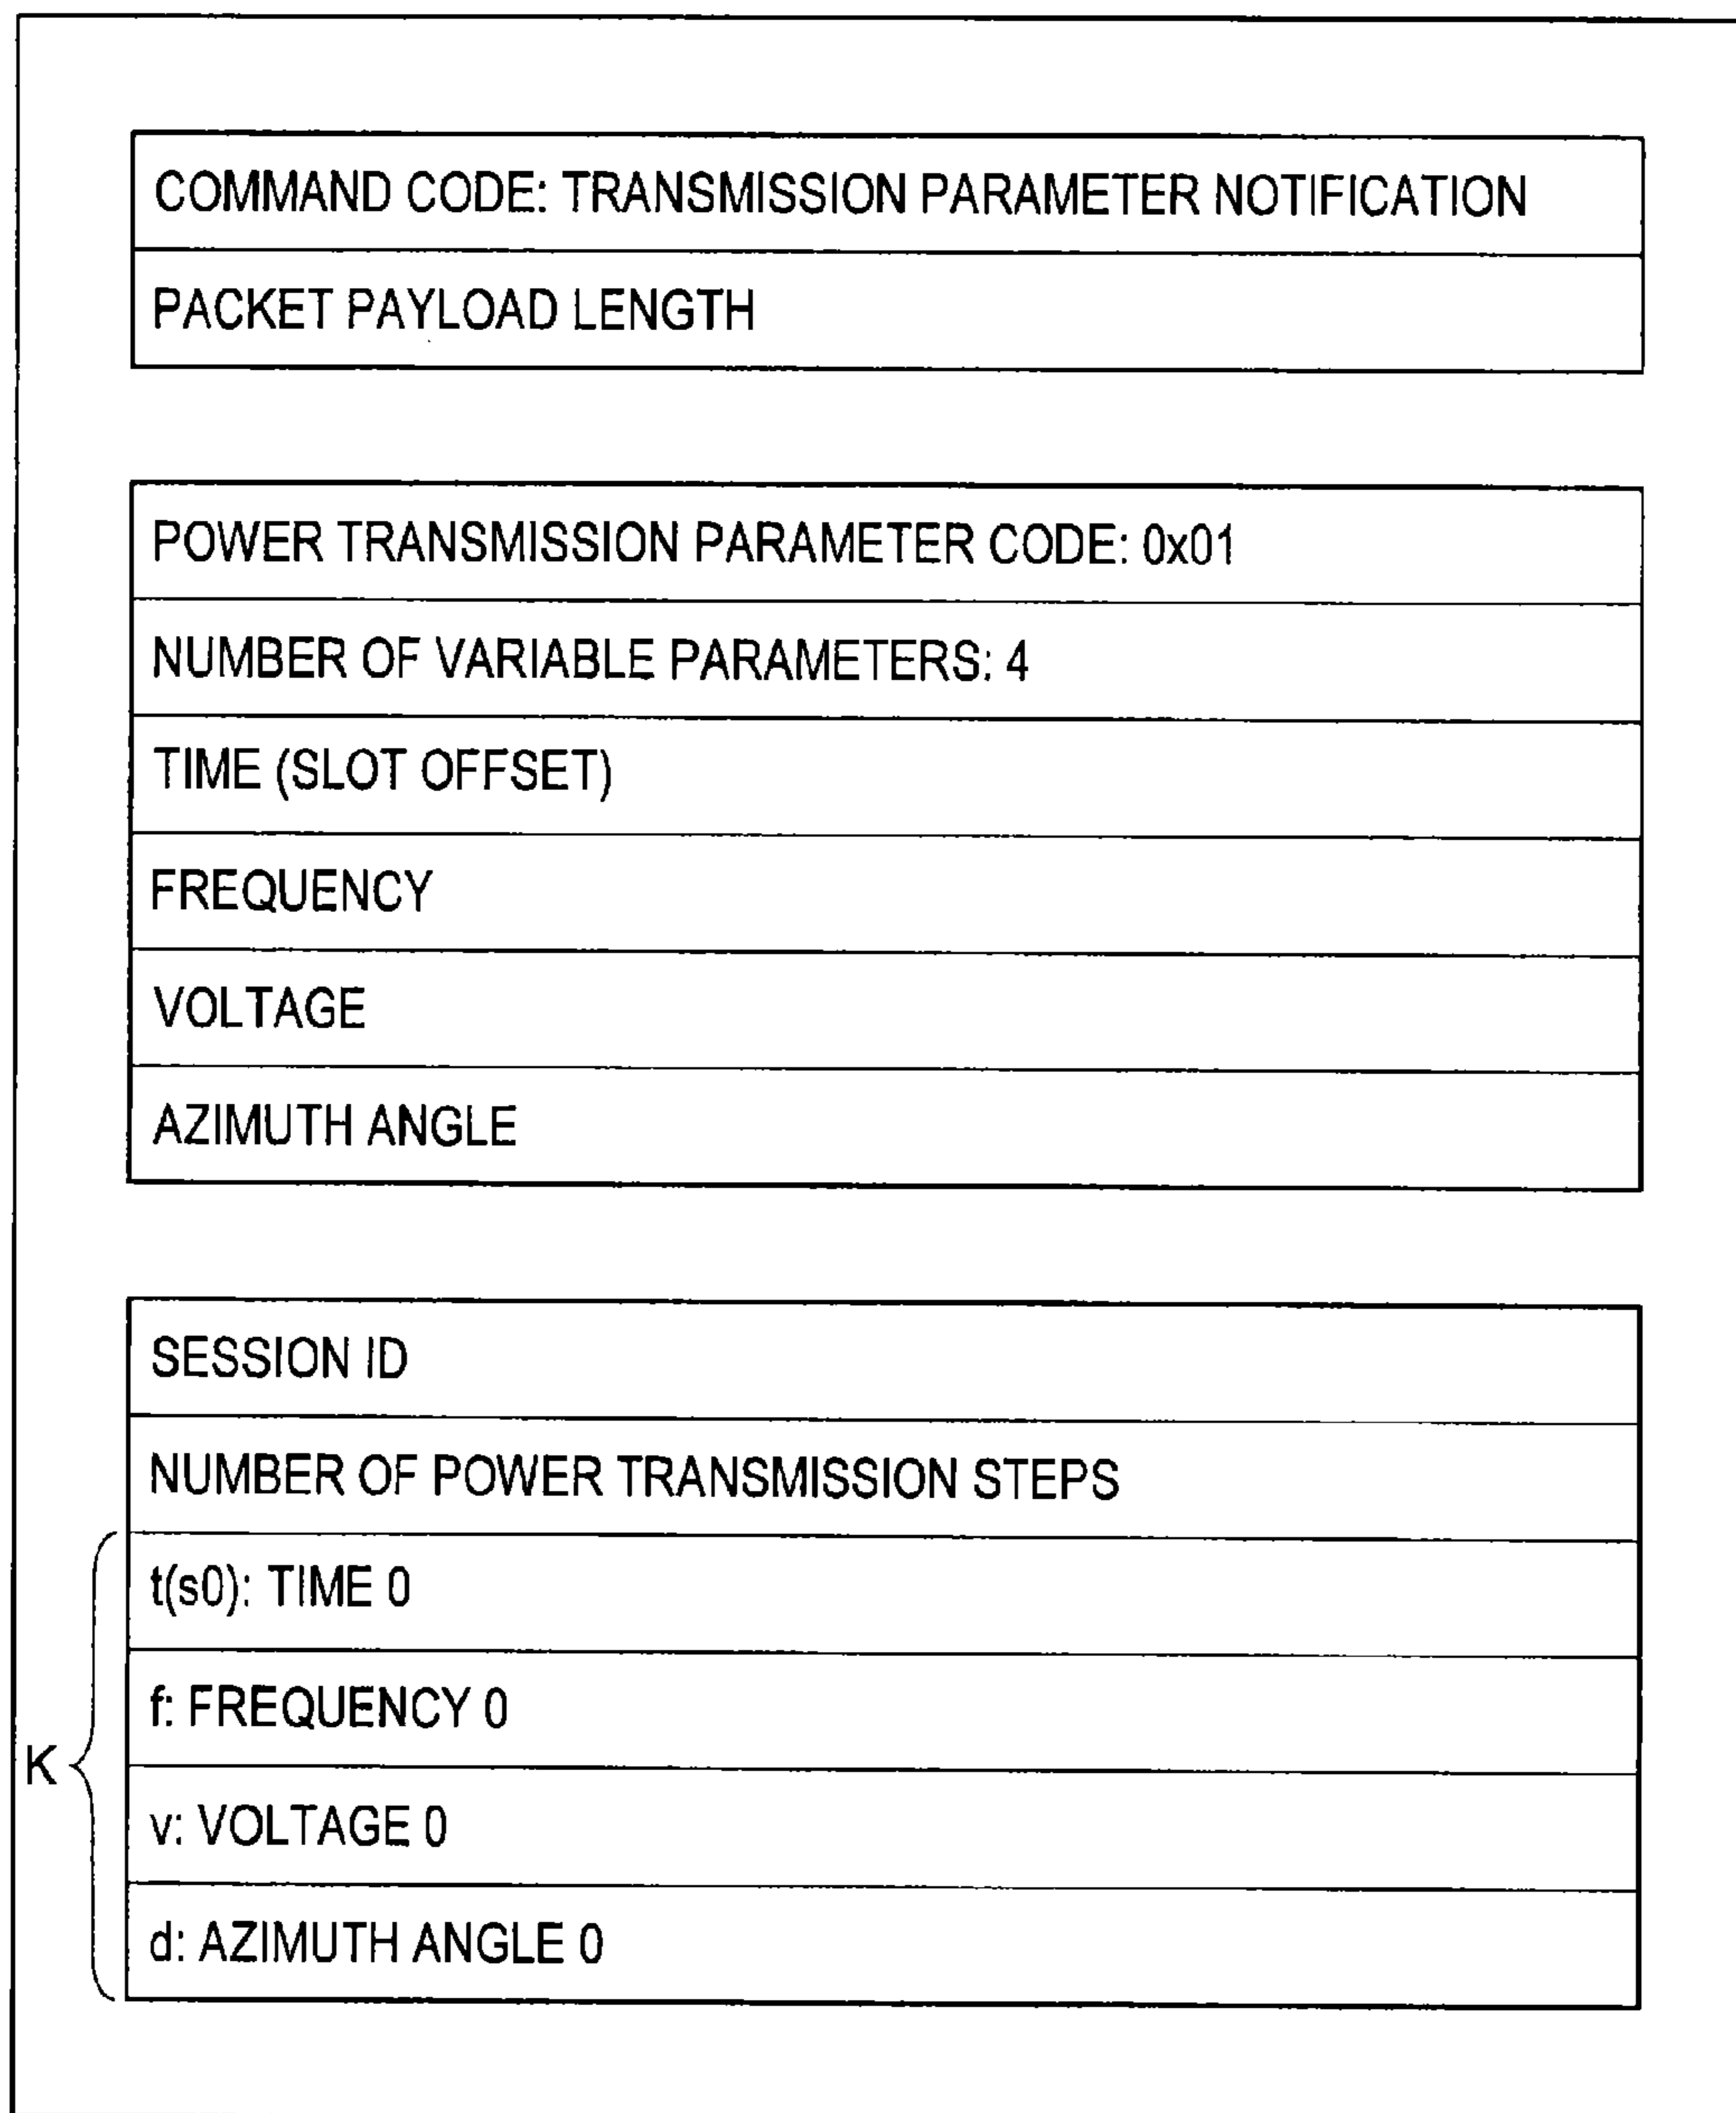 COMMAND CODE: TRANSMISSION PARAMETER NOTIFICATION
PACKET PAYLOAD LENGTH
POWER TRANSMISSION PARAMETER CODE: 0x01
NUMBER OF VARIABLE PARAMETERS: 4
TIME (SLOT OFFSET)
FREQUENCY
VOLTAGE
AZIMUTH ANGLE
SESSION ID
NUMBER OF POWER TRANSMISSION STEPS
t(s0): TIME 0
f: FREQUENCY 0
K
v: VOLTAGE 0
d: AZIMUTH ANGLE 0